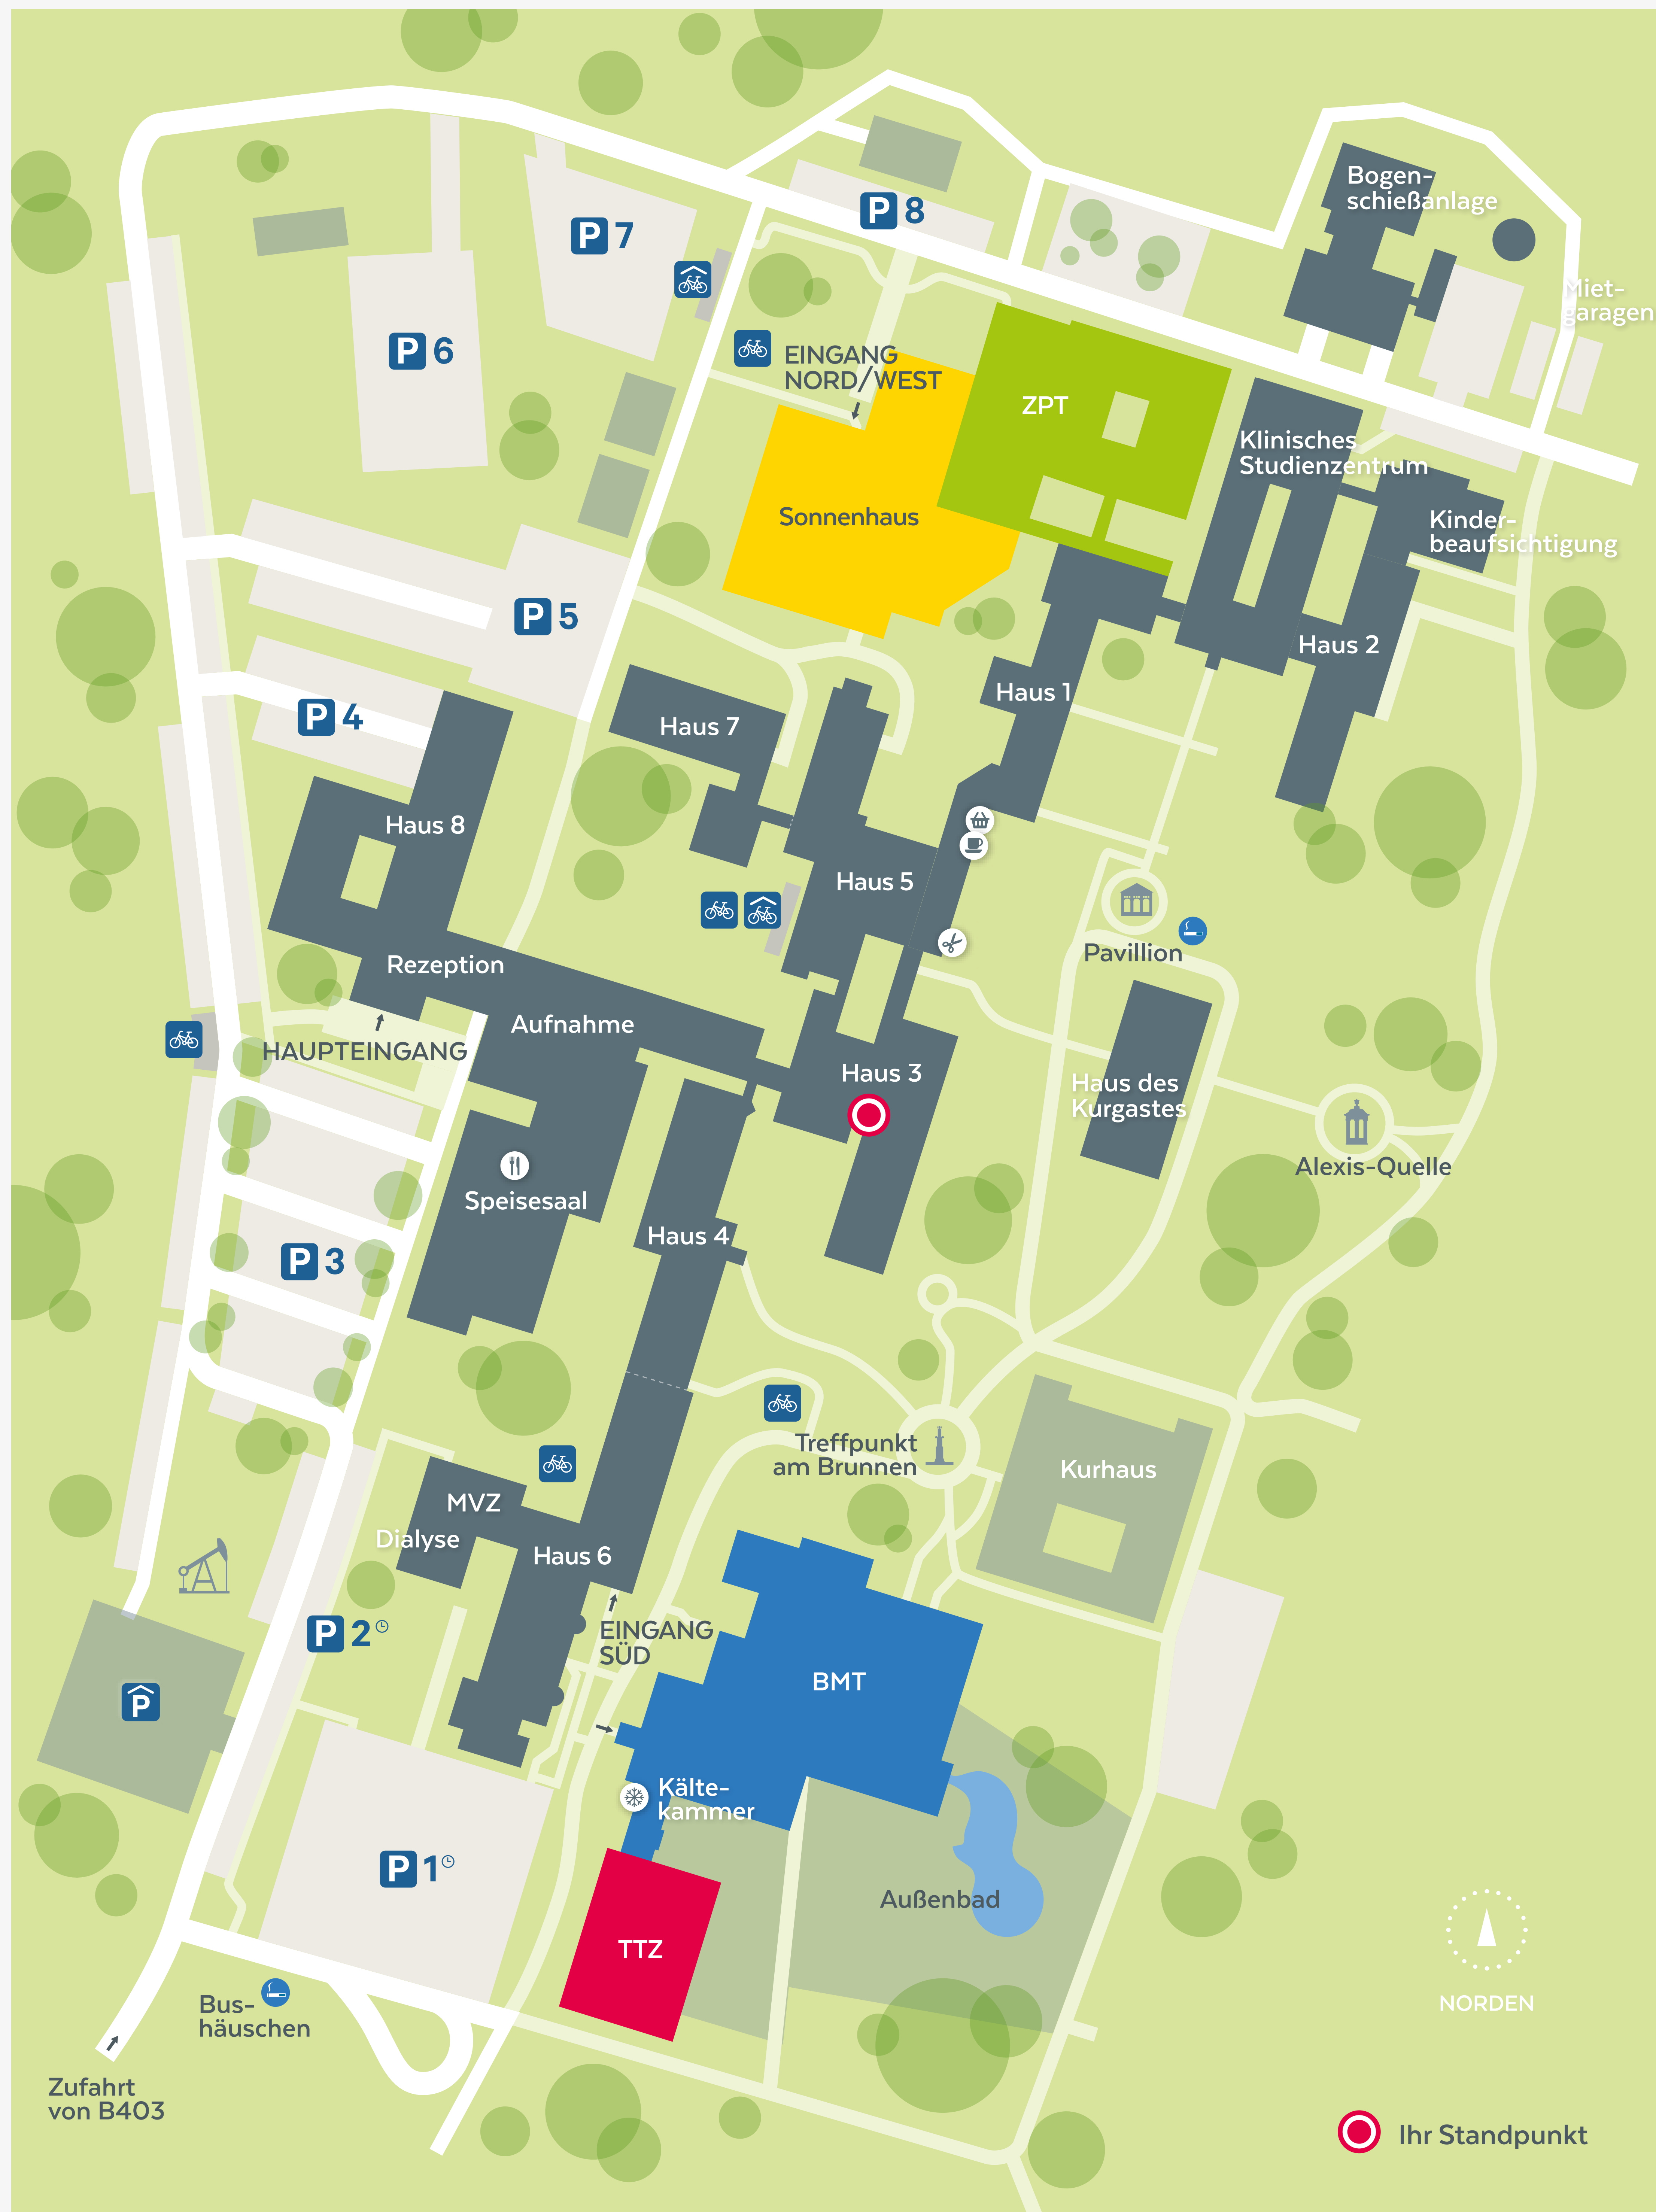 Bogen-
schießanlage
P 7
P 8
Miet-
garagen
P 6
EINGANG
NORD/WEST
ZPT
Klinisches
Studienzentrum
Sonnenhaus
Kinder-
beaufsichtigung
P 5
Haus 2
Haus 1
P 4
Haus 7
Haus 8
Haus 5
Rezeption
Pavillion
Aufnahme
HAUPTEINGANG
Haus 3
Haus des
Kurgastes
Alexis-Quelle
Speisesaal
Haus 4
P 3
Treffpunkt
am Brunnen
Kurhaus
MVZ
Dialyse
Haus 6
P 2
EINGANG
SÜD
BMT
P
Kälte-
kammer
P 1
Außenbad
TTZ
Bus-
häuschen
NORDEN
Zufahrt
von B403
Ihr Standpunkt